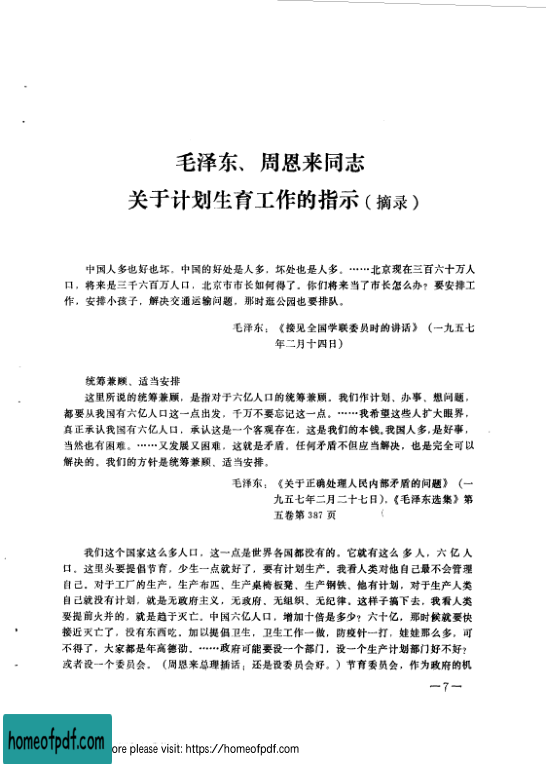 毛泽东、周恩来同志
关于计划生育工作的指示（摘录）
中国人多也好也坏，中国的好处是人多，坏处也是人多。……北京现在三百六十万人
口，将来是三千六百万人口，北京市市长如何得了。你们将来当了市长怎么办？要安排工
作，安排小孩子，解决交通运输问题，那时逛公园也要排队。
毛泽东：《接见全国学联委员时的讲话》（一九五七
年二月十四日）
统筹兼顾、适当安排
这里所说的统筹兼顾，是指对于六亿人口的统筹兼顾。我们作计划、办事、想问题，
都要从我国有六亿人口这一点出发，千万不要忘记这一点。……我希望这些人扩大眼界，
真正承认我国有六亿人口，承认这是一个客观存在，这是我们的本钱。我国人多，是好事，
当然也有困难。……又发展又困难，这就是矛盾。任何矛盾不但应当解决，也是完全可以
解决的。我们的方针是统筹兼顾、适当安排。
毛泽东：《关于正确处理人民内部矛盾的问题》（一
九五七年二月二十七日），《毛泽东选集》第
五卷第387页
我们这个国家这么多人口，这一点是世界各国都没有的。它就有这么多人，六亿人
口。这里头要提倡节育，少生一点就好了，要有计划生产。我看人类对他自己最不会管理
自己。对于工厂的生产，生产布匹、生产桌椅板凳、生产钢铁，他有计划，对于生产人类
自己就没有计划，就是无政府主义，无政府、无组织、无纪律。这样子搞下去，我看人类
要提前火并的，就是趋于灭亡。中国六亿人口，增加十倍是多少？六十亿，那时候就要快
接近灭亡了，没有东西吃。加以提倡卫生，卫生工作一做，防疫针一打，娃娃那么多，可
不得了，大家都是年高德劭。……政府可能要设一个部门，设一个生产计划部门好不好？
或者设一个委员会。（周恩来总理插话：还是设委员会好。）节育委员会，作为政府的机
—7—
homeofpdf.com
ore please visit: https://homeofpdf.com